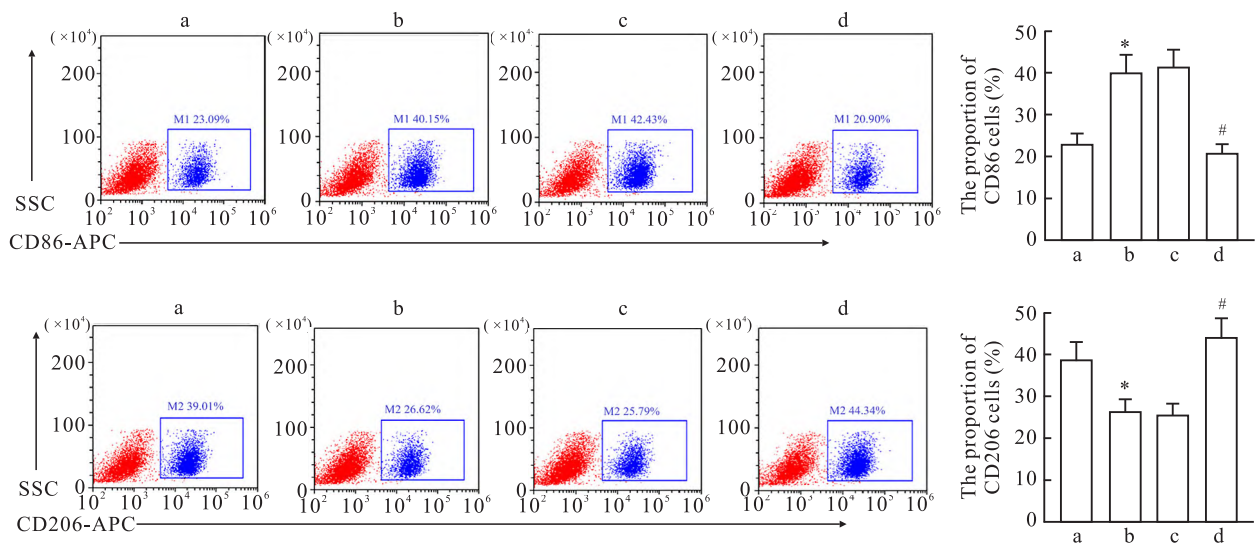 a b c d
(×10⁴) (×10⁴) (×10⁴) (×10⁴)
200 200 200 200
100 100 100 100
0 0 0 0
M1 23.09% M1 40.15% M1 42.43% M1 20.90%
SSC
10² 10³ 10⁴ 10⁵ 10⁶ 10² 10³ 10⁴ 10⁵ 10⁶ 10² 10³ 10⁴ 10⁵ 10⁶ 10² 10³ 10⁴ 10⁵ 10⁶
CD86-APC
The proportion of
CD86 cells (%)
50
40
30
20
10
0
* #
a b c d
a b c d
(×10⁴) (×10⁴) (×10⁴) (×10⁴)
200 200 200 200
100 100 100 100
0 0 0 0
M2 39.01% M2 26.62% M2 25.79% M2 44.34%
SSC
10² 10³ 10⁴ 10⁵ 10⁶ 10² 10³ 10⁴ 10⁵ 10⁶ 10² 10³ 10⁴ 10⁵ 10⁶ 10² 10³ 10⁴ 10⁵ 10⁶
CD206-APC
The proportion of
CD206 cells (%)
50
40
30
20
10
0
* #
a b c d